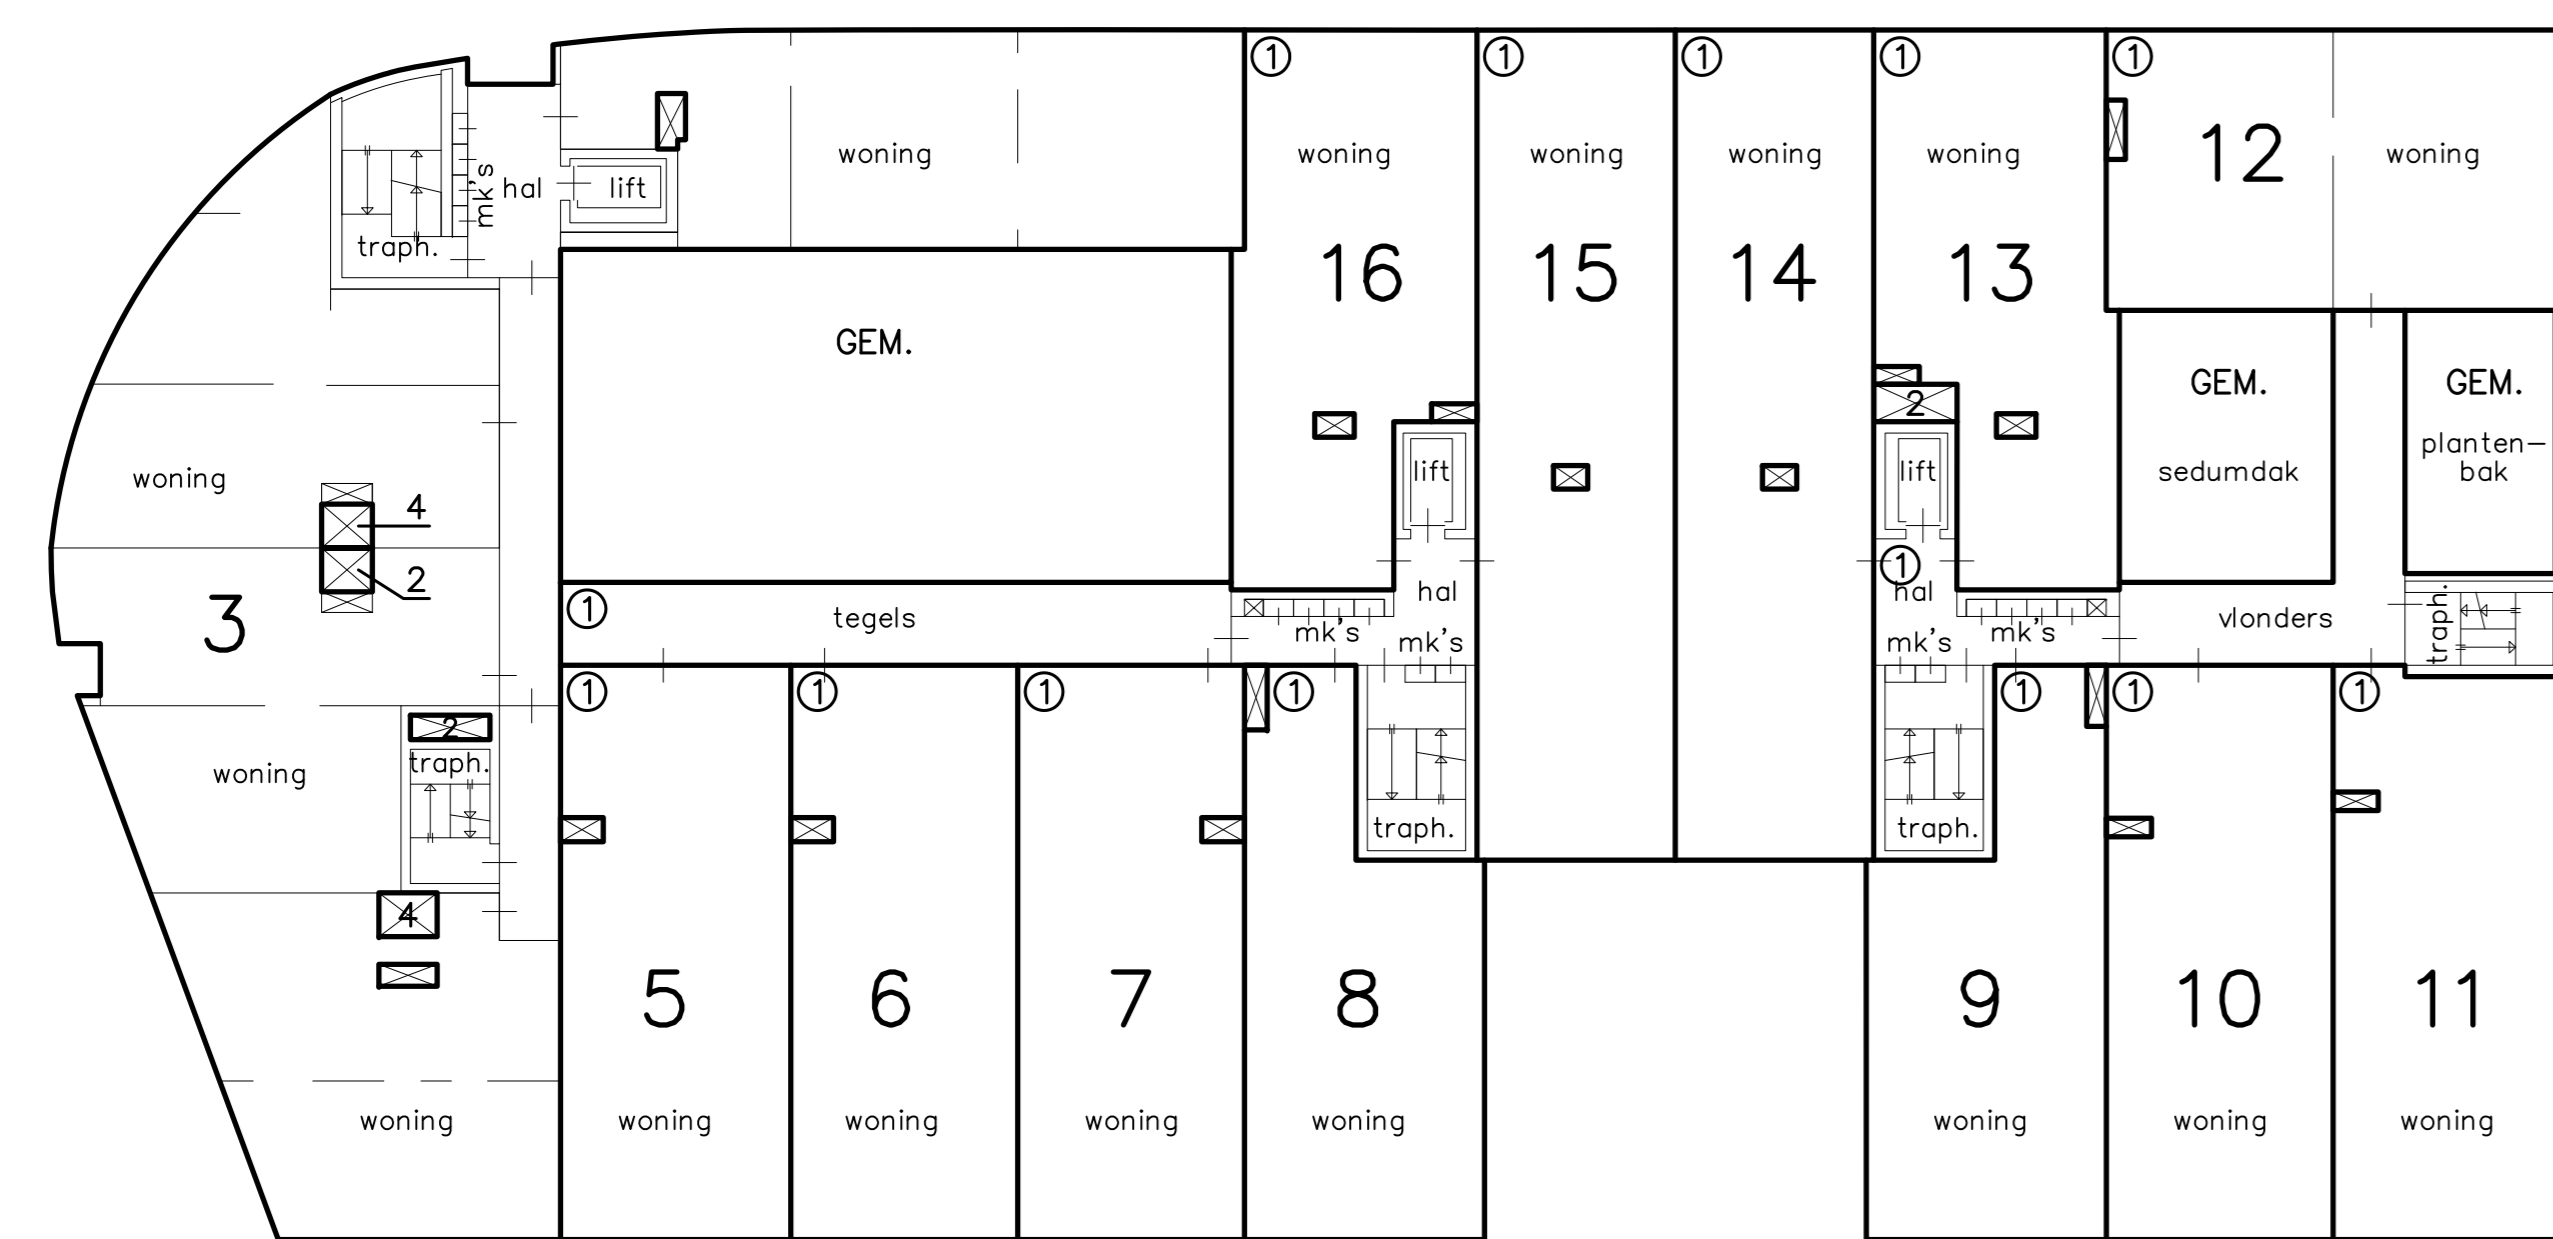 ① ① ① ① ①
woning woning woning woning woning 12 woning
mk's hal lift
traph.
16 15 14 13
GEM.
GEM. GEM.
2
planten-
bak
sedumdak
lift lift
woning
4
2
①
hal hal
3
① tegels mk's mk's mk's mk's vlonders traph.
① ① ① ① ① ① ①
2
traph.
woning
traph. traph.
4
5 6 7 8 9 10 11
woning woning woning woning woning woning woning woning